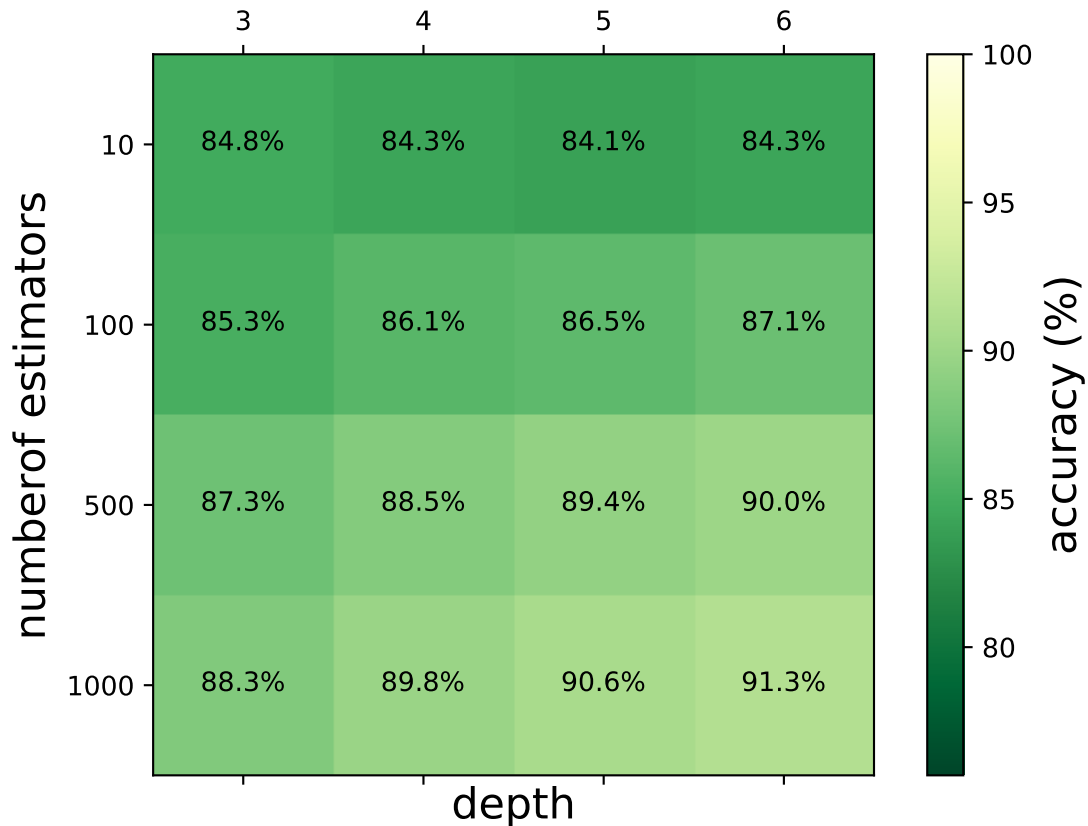 3 4 5 6
10 84.8% 84.3% 84.1% 84.3%
100 85.3% 86.1% 86.5% 87.1%
500 87.3% 88.5% 89.4% 90.0%
1000 88.3% 89.8% 90.6% 91.3%
numberof estimators
depth
100
95
90
85
80
accuracy (%)